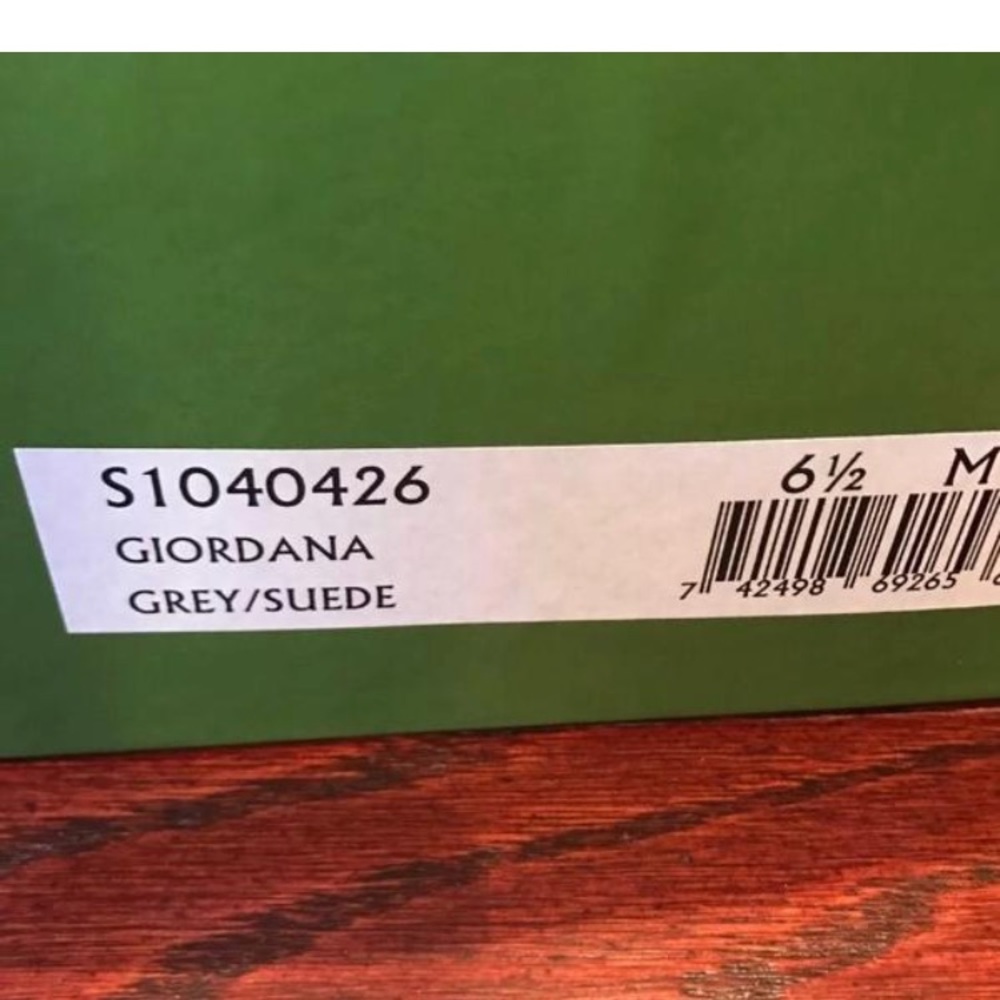 S1040426
GIORDANA
GREY/SUEDE
6½ M
7 42498 69265